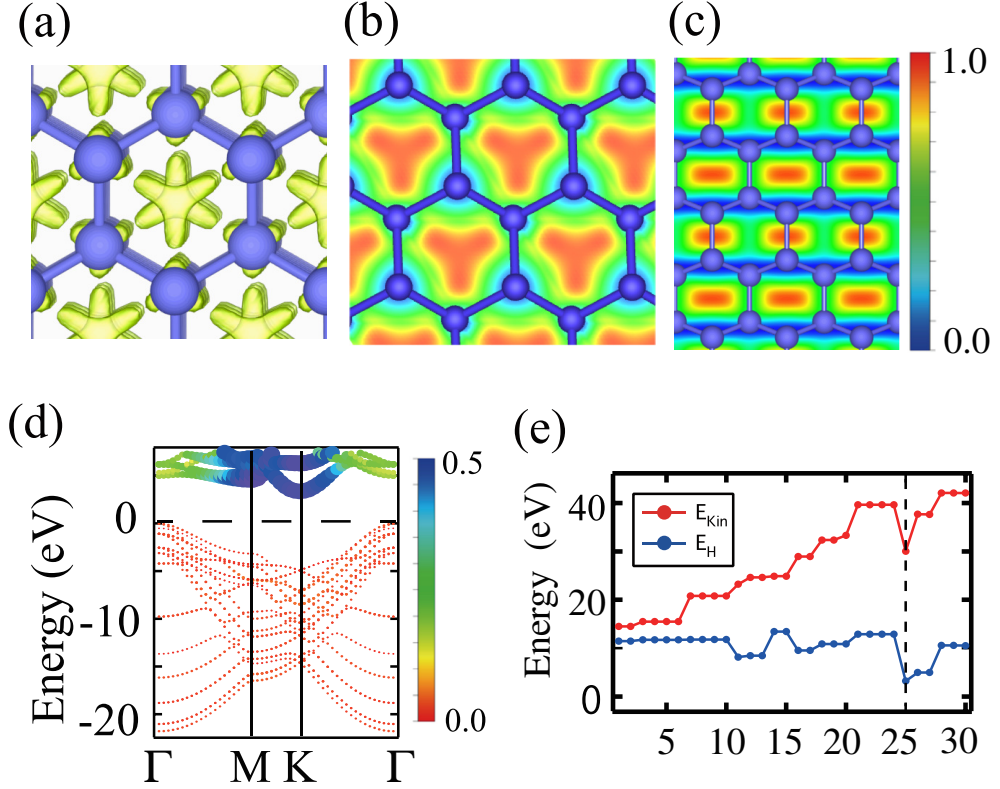 (a)
(b)
(c)
1.0
0.0
(d)
Energy (eV)
0
-10
-20
Γ
M
K
Γ
0.5
0.0
(e)
Energy (eV)
40
20
0
E_Kin
E_H
5
10
15
20
25
30